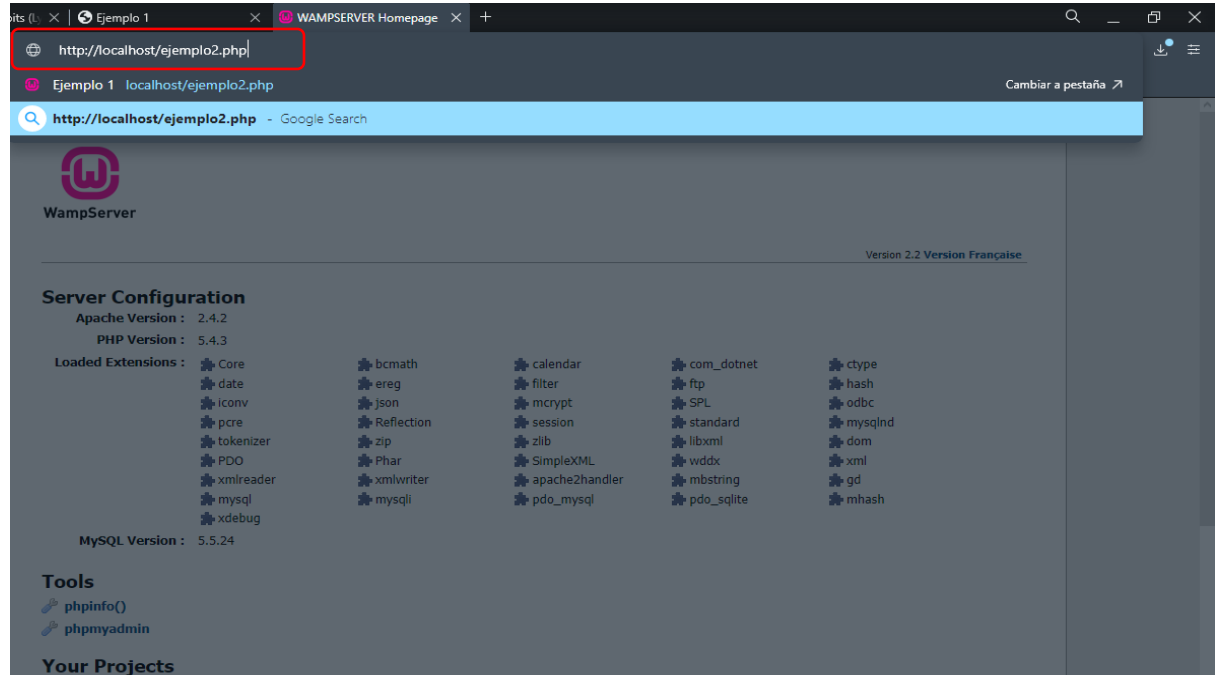 bits (L Ejemplo 1 WAMPSERVER Homepage
http://localhost/ejemplo2.php
Ejemplo 1 localhost/ejemplo2.php Cambiar a pestaña
http://localhost/ejemplo2.php - Google Search
WampServer
Version 2.2 Version Française
Server Configuration
Apache Version : 2.4.2
PHP Version : 5.4.3
Loaded Extensions : Core bcmath calendar com_dotnet ctype
date ereg filter ftp hash
iconv json mcrypt SPL odbc
pcre Reflection session standard mysqlnd
tokenizer zip zlib libxml dom
PDO Phar SimpleXML wddx xml
xmlreader xmlwriter apache2handler mbstring gd
mysql mysqli pdo_mysql pdo_sqlite mhash
xdebug
MySQL Version : 5.5.24
Tools
phpinfo()
phpmyadmin
Your Projects